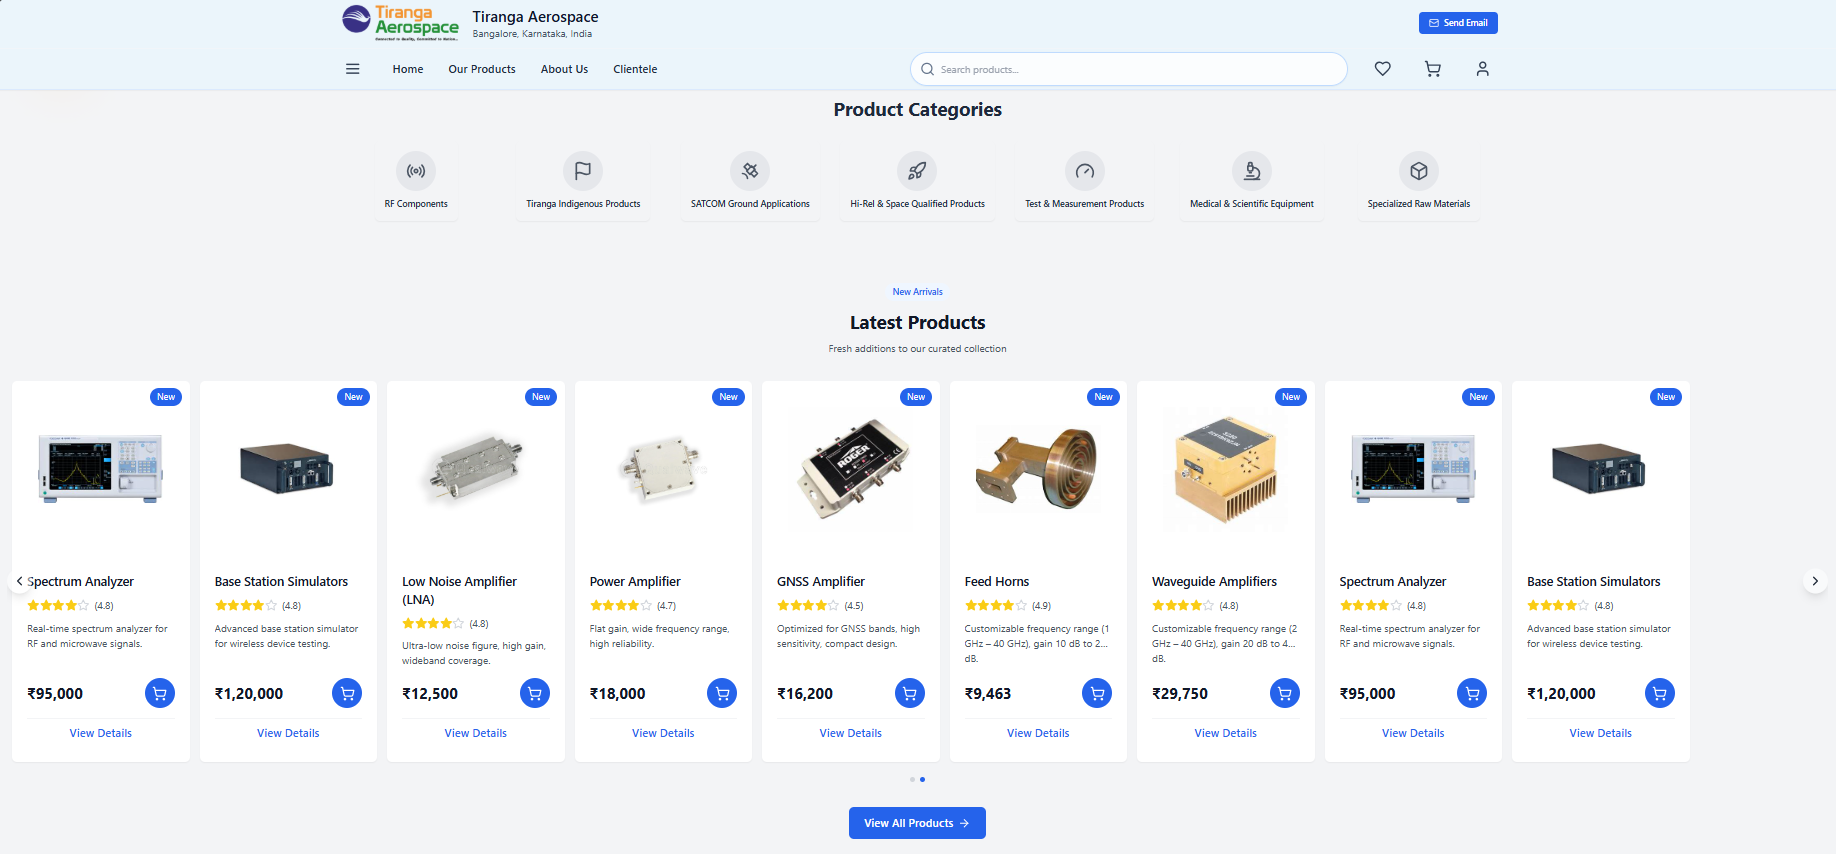 Tiranga
Aerospace
Connected to Quality, Committed to Nation...
Tiranga Aerospace
Bangalore, Karnataka, India
Send Email
Home
Our Products
About Us
Clientele
Search products...
Product Categories
RF Components
Tiranga Indigenous Products
SATCOM Ground Applications
Hi-Rel & Space Qualified Products
Test & Measurement Products
Medical & Scientific Equipment
Specialized Raw Materials
New Arrivals
Latest Products
Fresh additions to our curated collection
New
Spectrum Analyzer
(4.8)
Real-time spectrum analyzer for
RF and microwave signals.
₹95,000
View Details
New
Base Station Simulators
(4.8)
Advanced base station simulator
for wireless device testing.
₹1,20,000
View Details
New
Low Noise Amplifier
(LNA)
(4.8)
Ultra-low noise figure, high gain,
wideband coverage.
₹12,500
View Details
New
Power Amplifier
(4.7)
Flat gain, wide frequency range,
high reliability.
₹18,000
View Details
New
ROGER
GNSS Amplifier
(4.5)
Optimized for GNSS bands, high
sensitivity, compact design.
₹16,200
View Details
New
Feed Horns
(4.9)
Customizable frequency range (1
GHz – 40 GHz), gain 10 dB to 2...
dB.
₹9,463
View Details
New
Waveguide Amplifiers
(4.8)
Customizable frequency range (2
GHz – 40 GHz), gain 20 dB to 4...
dB.
₹29,750
View Details
New
Spectrum Analyzer
(4.8)
Real-time spectrum analyzer for
RF and microwave signals.
₹95,000
View Details
New
Base Station Simulators
(4.8)
Advanced base station simulator
for wireless device testing.
₹1,20,000
View Details
View All Products